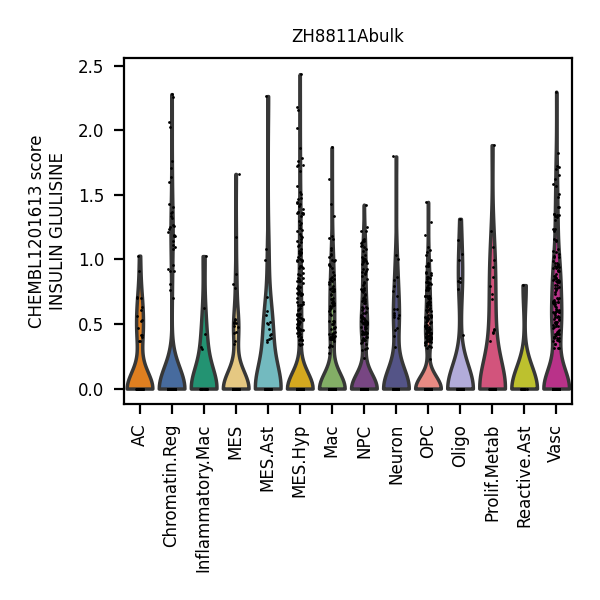 ZH8811Abulk
CHEMBL1201613 score
INSULIN GLULISINE
2.5
2.0
1.5
1.0
0.5
0.0
AC
Chromatin.Reg
Inflammatory.Mac
MES
MES.Ast
MES.Hyp
Mac
NPC
Neuron
OPC
Oligo
Prolif.Metab
Reactive.Ast
Vasc